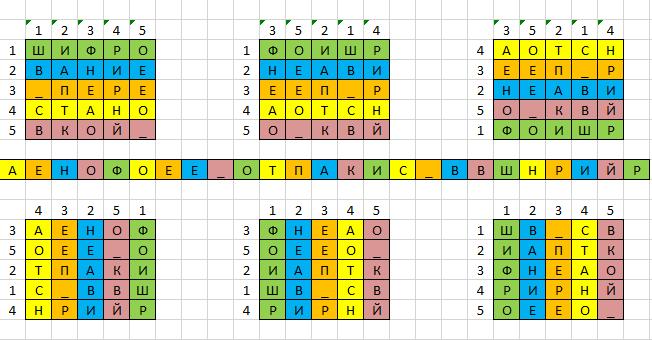 1 2 3 4 5
1 Ш И Ф Р О
2 В А Н И Е
3 _ П Е Р Е
4 С Т А Н О
5 В К О Й _
3 5 2 1 4
1 Ф О И Ш Р
2 Н Е А В И
3 Е Е П _ Р
4 А О Т С Н
5 О _ К В Й
3 5 2 1 4
4 А О Т С Н
3 Е Е П _ Р
2 Н Е А В И
5 О _ К В Й
1 Ф О И Ш Р
А Е Н О Ф О Е Е _ О Т П А К И С _ В В Ш Н Р И Й Р
4 3 2 5 1
3 А Е Н О Ф
5 О Е Е _ О
2 Т П А К И
1 С _ В В Ш
4 Н Р И Й Р
1 2 3 4 5
3 Ф Н Е А О
5 О Е Е О _
2 И А П Т К
1 Ш В _ С В
4 Р И Р Н Й
1 2 3 4 5
1 Ш В _ С В
2 И А П Т К
3 Ф Н Е А О
4 Р И Р Н Й
5 О Е Е О _